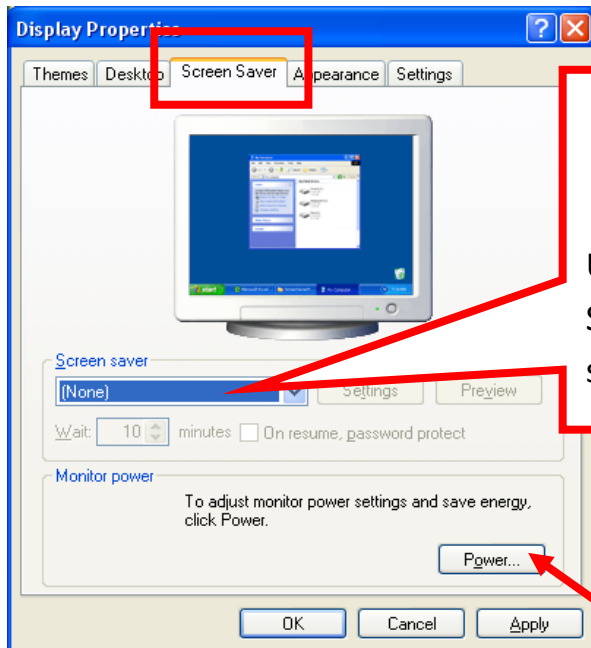 Display Properties
Themes Desktop Screen Saver Appearance Settings
Screen saver
(None) Settings Preview
Wait: 10 minutes On resume, password protect
Monitor power
To adjust monitor power settings and save energy,
click Power.
Power...
OK Cancel Apply